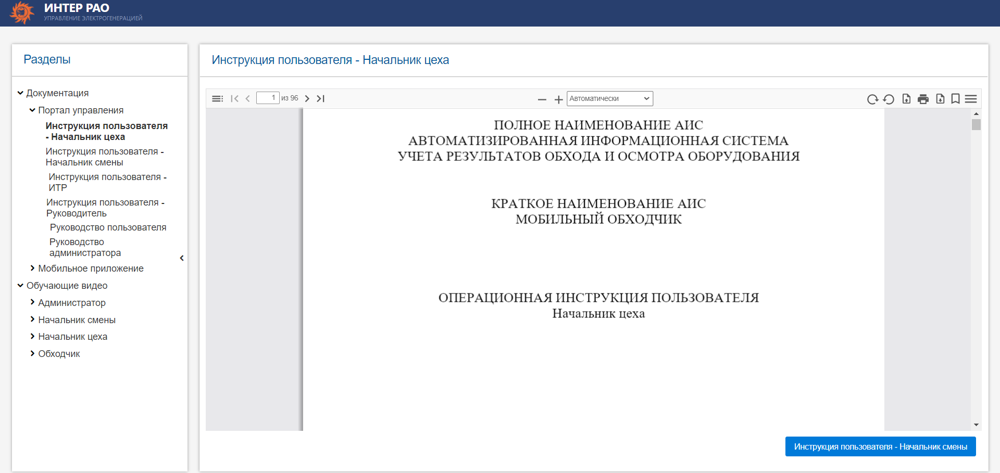 ИНТЕР РАО
УПРАВЛЕНИЕ ЭЛЕКТРОГЕНЕРАЦИЕЙ
Разделы
Документация
Портал управления
Инструкция пользователя
- Начальник цеха
Инструкция пользователя -
Начальник смены
Инструкция пользователя -
ИТР
Инструкция пользователя -
Руководитель
Руководство пользователя
Руководство
администратора
Мобильное приложение
Обучающие видео
Администратор
Начальник смены
Начальник цеха
Обходчик
Инструкция пользователя - Начальник цеха
1 из 96
Автоматически
ПОЛНОЕ НАИМЕНОВАНИЕ АИС
АВТОМАТИЗИРОВАННАЯ ИНФОРМАЦИОННАЯ СИСТЕМА
УЧЕТА РЕЗУЛЬТАТОВ ОБХОДА И ОСМОТРА ОБОРУДОВАНИЯ
КРАТКОЕ НАИМЕНОВАНИЕ АИС
МОБИЛЬНЫЙ ОБХОДЧИК
ОПЕРАЦИОННАЯ ИНСТРУКЦИЯ ПОЛЬЗОВАТЕЛЯ
Начальник цеха
Инструкция пользователя - Начальник смены